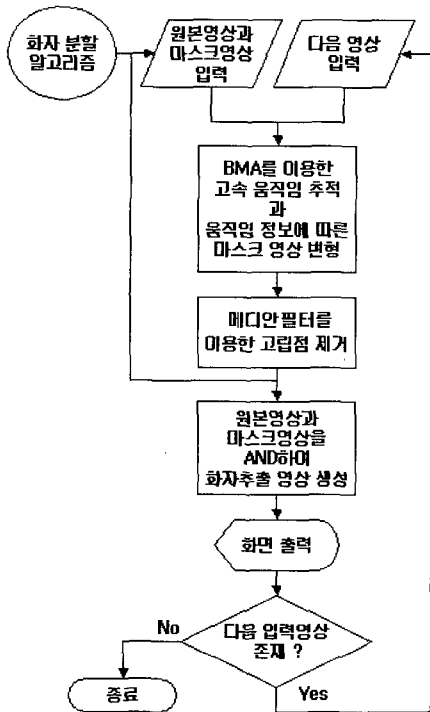 화자 분할
알고리즘
원본영상과
마스크영상
입력
다음 영상
입력
BMA를 이용한
고속 움직임 추적
과
움직임 정보에 따른
마스크 영상 변형
메디안필터를
이용한 고립점 제거
원본영상과
마스크영상을
AND하여
화자추출 영상 생성
화면 출력
다음 입력영상
존재 ?
No
Yes
종료